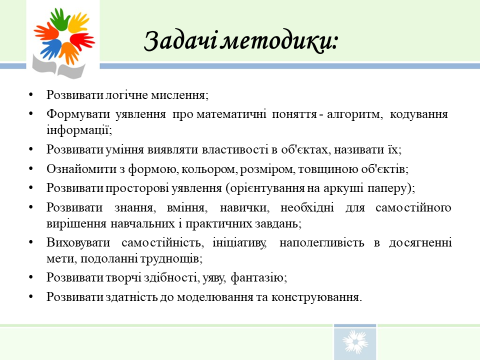 Задачі методики:
• Розвивати логічне мислення;
• Формувати уявлення про математичні поняття - алгоритм, кодування
інформації;
• Розвивати уміння виявляти властивості в об'єктах, називати їх;
• Ознайомити з формою, кольором, розміром, товщиною об'єктів;
• Розвивати просторові уявлення (орієнтування на аркуші паперу);
• Розвивати знання, вміння, навички, необхідні для самостійного
вирішення навчальних і практичних завдань;
• Виховувати самостійність, ініціативу, наполегливість в досягненні
мети, подоланні труднощів;
• Розвивати творчі здібності, уяву, фантазію;
• Розвивати здатність до моделювання та конструювання.